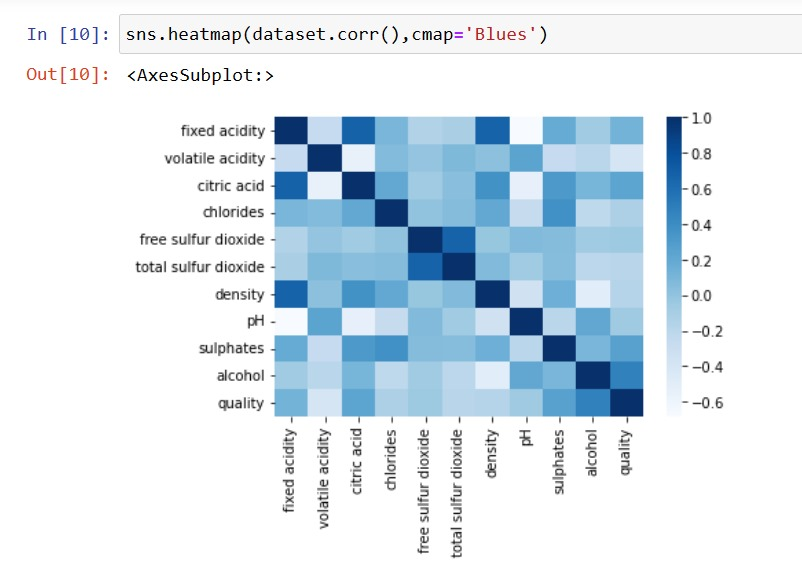 In [10]: sns.heatmap(dataset.corr(),cmap='Blues')
Out[10]: <AxesSubplot:>
fixed acidity
volatile acidity
citric acid
chlorides
free sulfur dioxide
total sulfur dioxide
density
pH
sulphates
alcohol
quality
fixed acidity
volatile acidity
citric acid
chlorides
free sulfur dioxide
total sulfur dioxide
density
pH
sulphates
alcohol
quality
1.0
0.8
0.6
0.4
0.2
0.0
−0.2
−0.4
−0.6